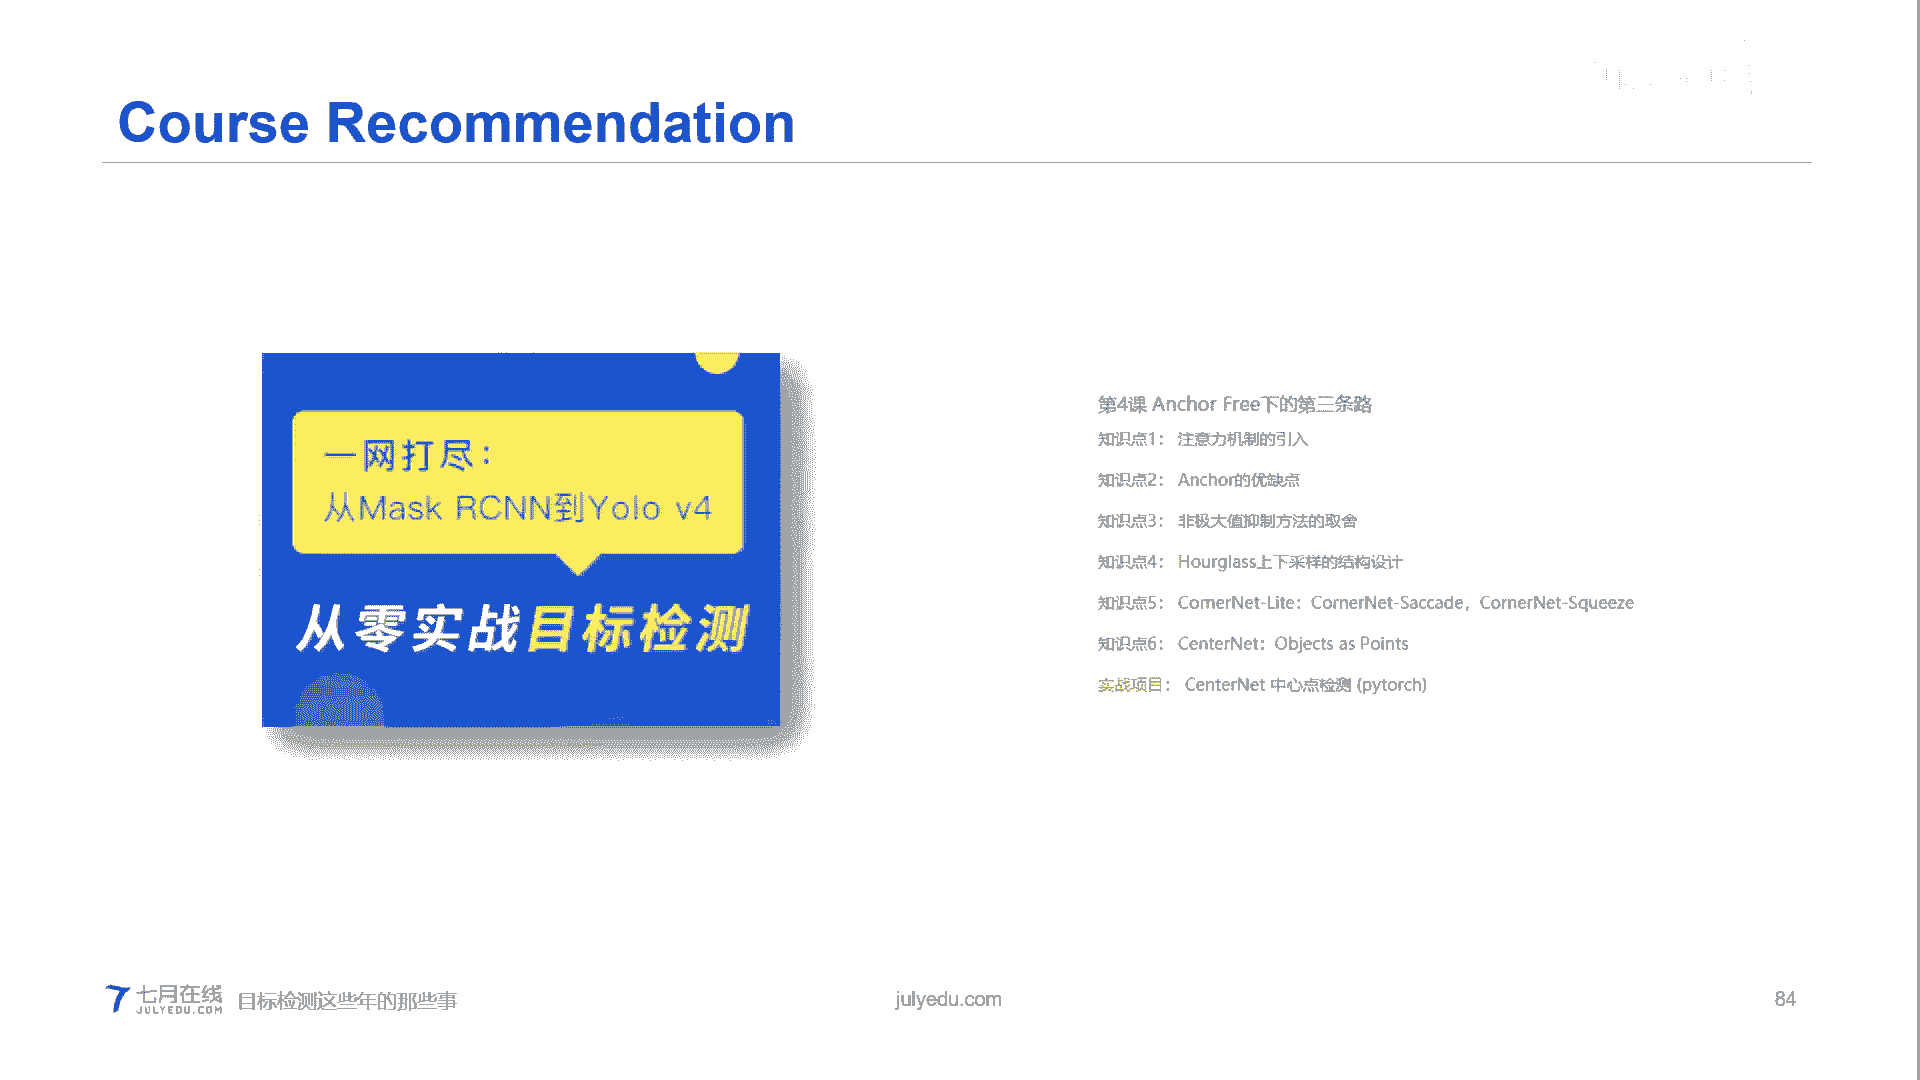 Course Recommendation
一网打尽：
从Mask RCNN到Yolo v4
从零实战目标检测
第4课 Anchor Free下的第三条路
知识点1： 注意力机制的引入
知识点2： Anchor的优缺点
知识点3： 非极大值抑制方法的取舍
知识点4： Hourglass上下采样的结构设计
知识点5： CornerNet-Lite：CornerNet-Saccade，CornerNet-Squeeze
知识点6： CenterNet：Objects as Points
实战项目： CenterNet 中心点检测 (pytorch)
七月在线
JULYEDU.COM
目标检测这些年的那些事
julyedu.com
84